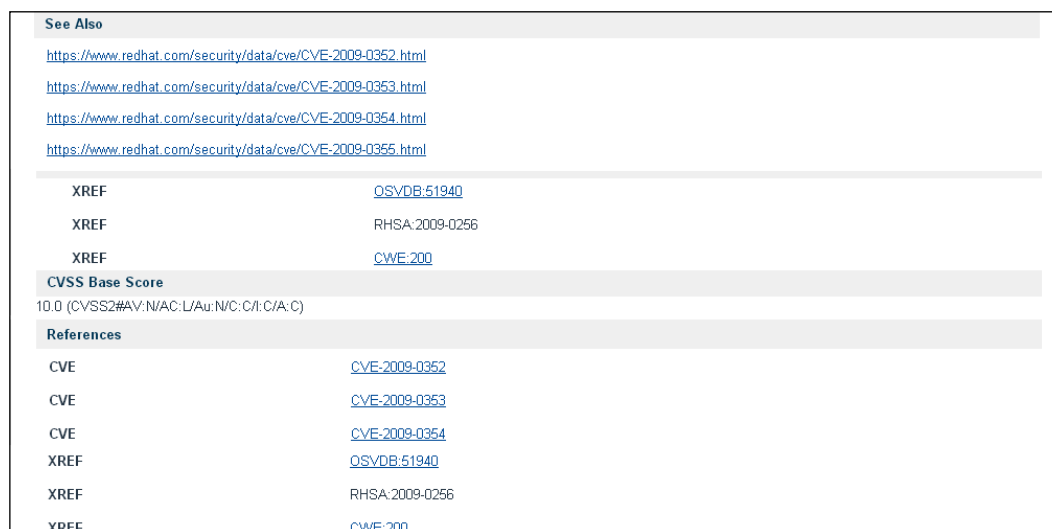 See Also
https://www.redhat.com/security/data/cve/CVE-2009-0352.html
https://www.redhat.com/security/data/cve/CVE-2009-0353.html
https://www.redhat.com/security/data/cve/CVE-2009-0354.html
https://www.redhat.com/security/data/cve/CVE-2009-0355.html
XREF OSVDB:51940
XREF RHSA:2009-0256
XREF CWE:200
CVSS Base Score
10.0 (CVSS2#AV:N/AC:L/Au:N/C:C/I:C/A:C)
References
CVE CVE-2009-0352
CVE CVE-2009-0353
CVE CVE-2009-0354
XREF OSVDB:51940
XREF RHSA:2009-0256
XREF CWE:200